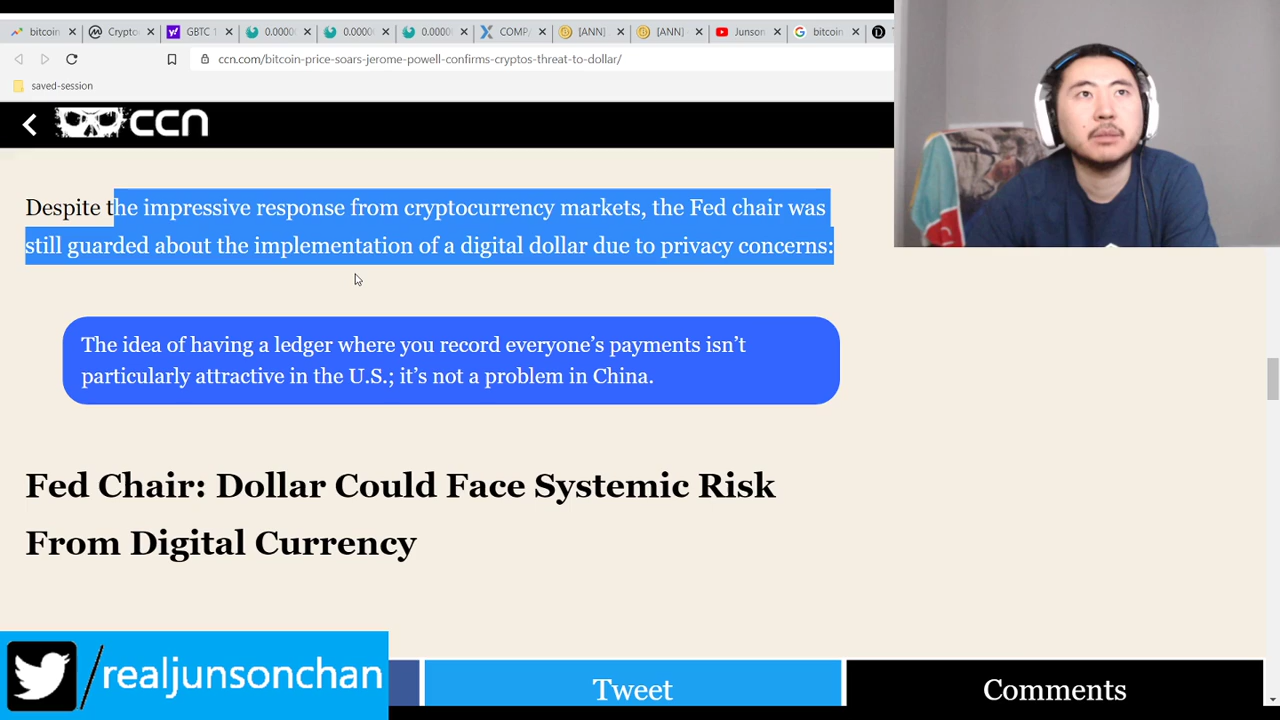 bitcoin
Crypto
GBTC 1
0.0000
0.0000
0.0000
COMP.
[ANN]
[ANN]
Junson
bitcoin
ccn.com/bitcoin-price-soars-jerome-powell-confirms-cryptos-threat-to-dollar/
saved-session
ccn
Despite the impressive response from cryptocurrency markets, the Fed chair was
still guarded about the implementation of a digital dollar due to privacy concerns:
The idea of having a ledger where you record everyone’s payments isn’t
particularly attractive in the U.S.; it’s not a problem in China.
Fed Chair: Dollar Could Face Systemic Risk
From Digital Currency
/realjunsonchan
Tweet
Comments